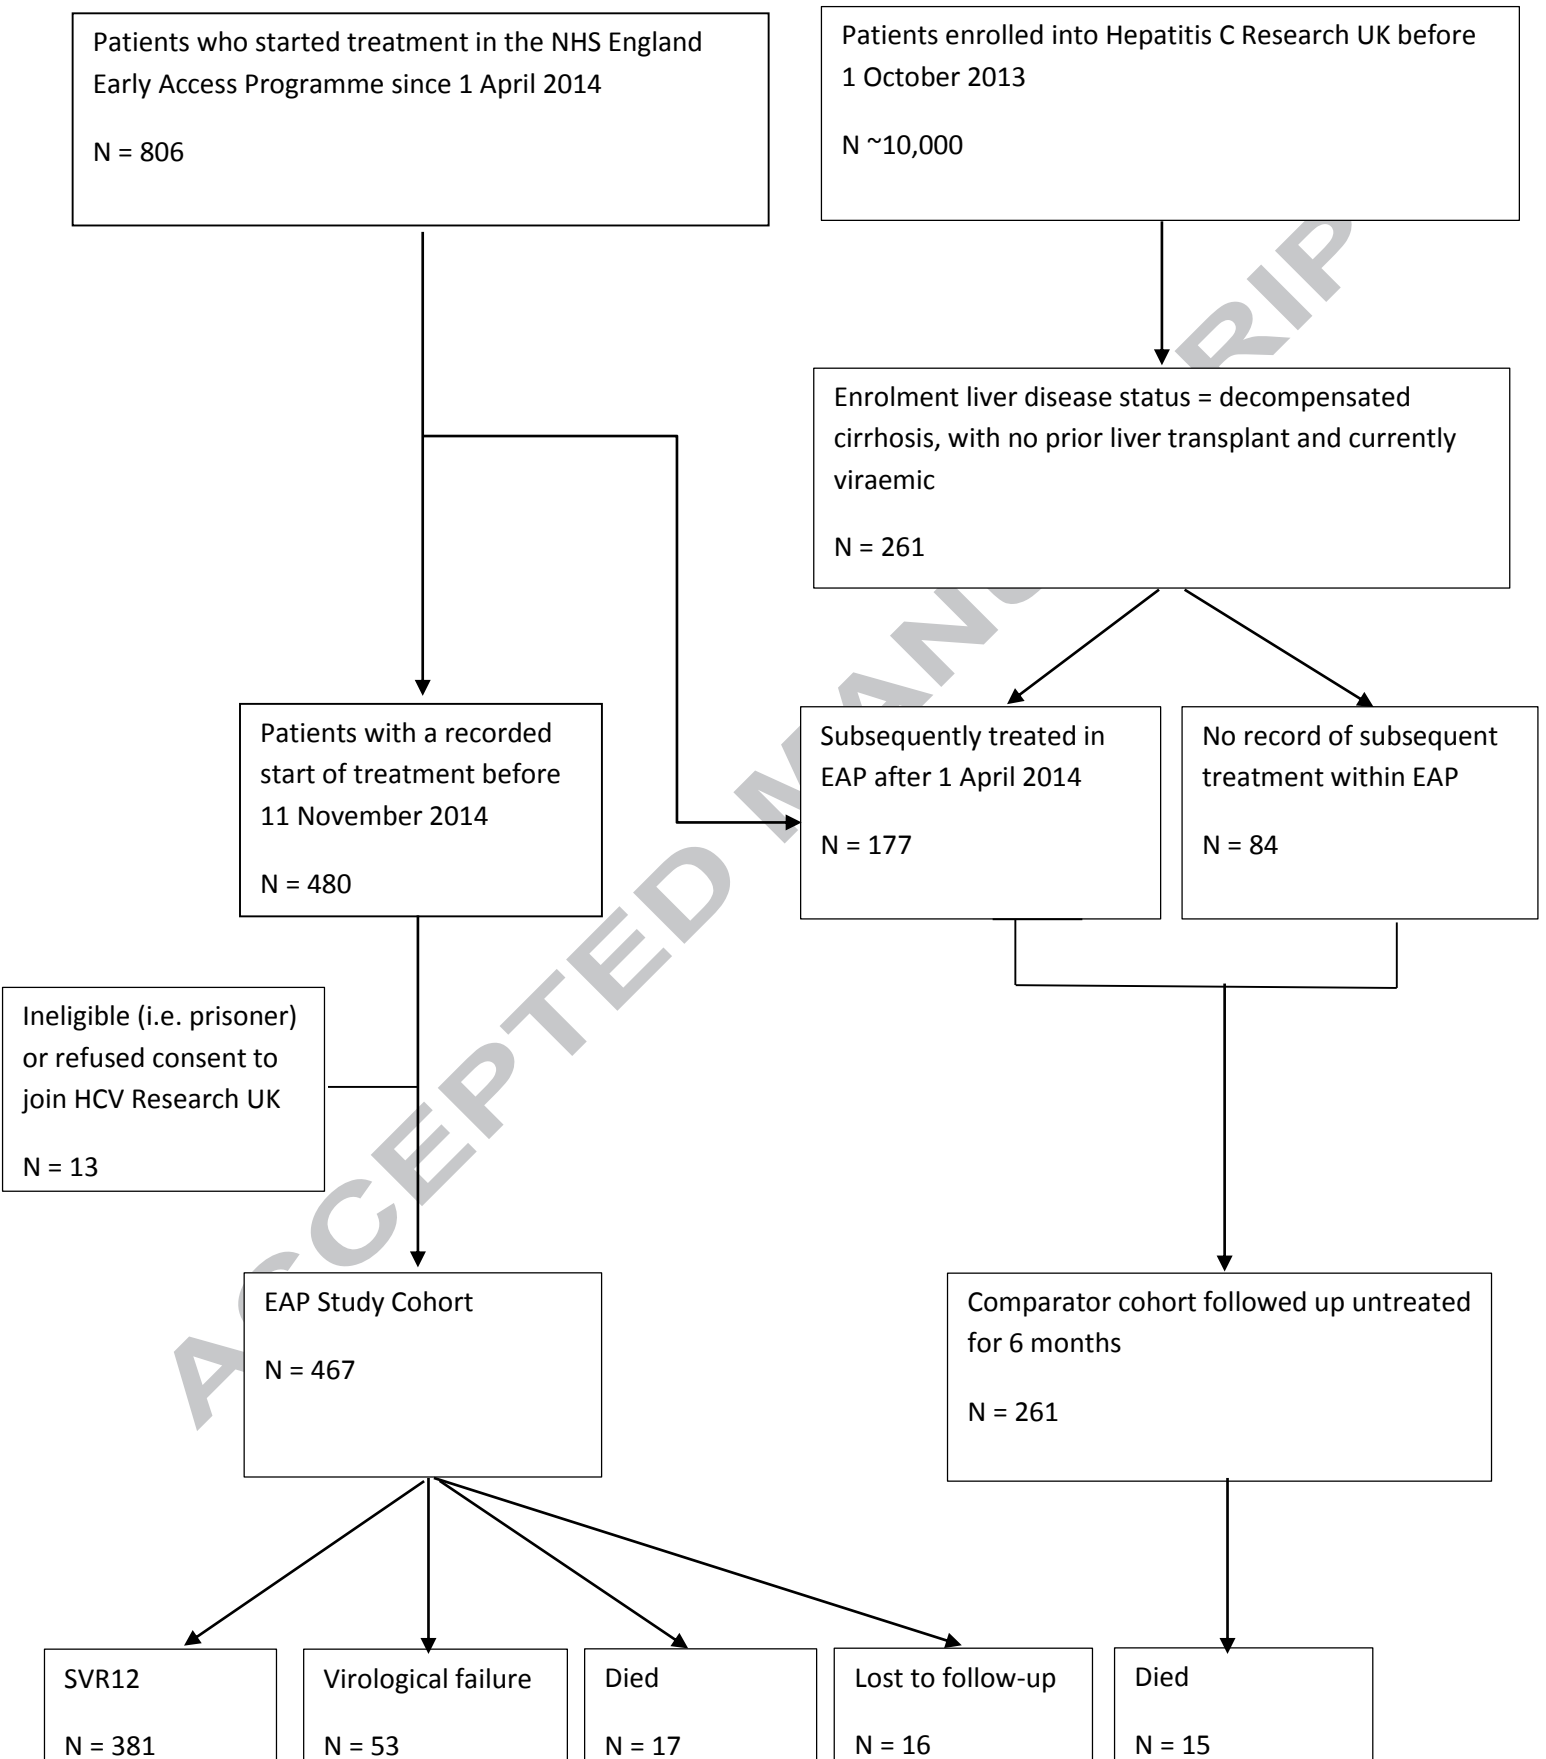 Patients who started treatment in the NHS England
Early Access Programme since 1 April 2014
N = 806
Patients enrolled into Hepatitis C Research UK before
1 October 2013
N ~10,000
Enrolment liver disease status = decompensated
cirrhosis, with no prior liver transplant and currently
viraemic
N = 261
Patients with a recorded
start of treatment before
11 November 2014
N = 480
Subsequently treated in
EAP after 1 April 2014
N = 177
No record of subsequent
treatment within EAP
N = 84
Ineligible (i.e. prisoner)
or refused consent to
join HCV Research UK
N = 13
EAP Study Cohort
N = 467
Comparator cohort followed up untreated
for 6 months
N = 261
SVR12
N = 381
Virological failure
N = 53
Died
N = 17
Lost to follow-up
N = 16
Died
N = 15
ACCEPTED